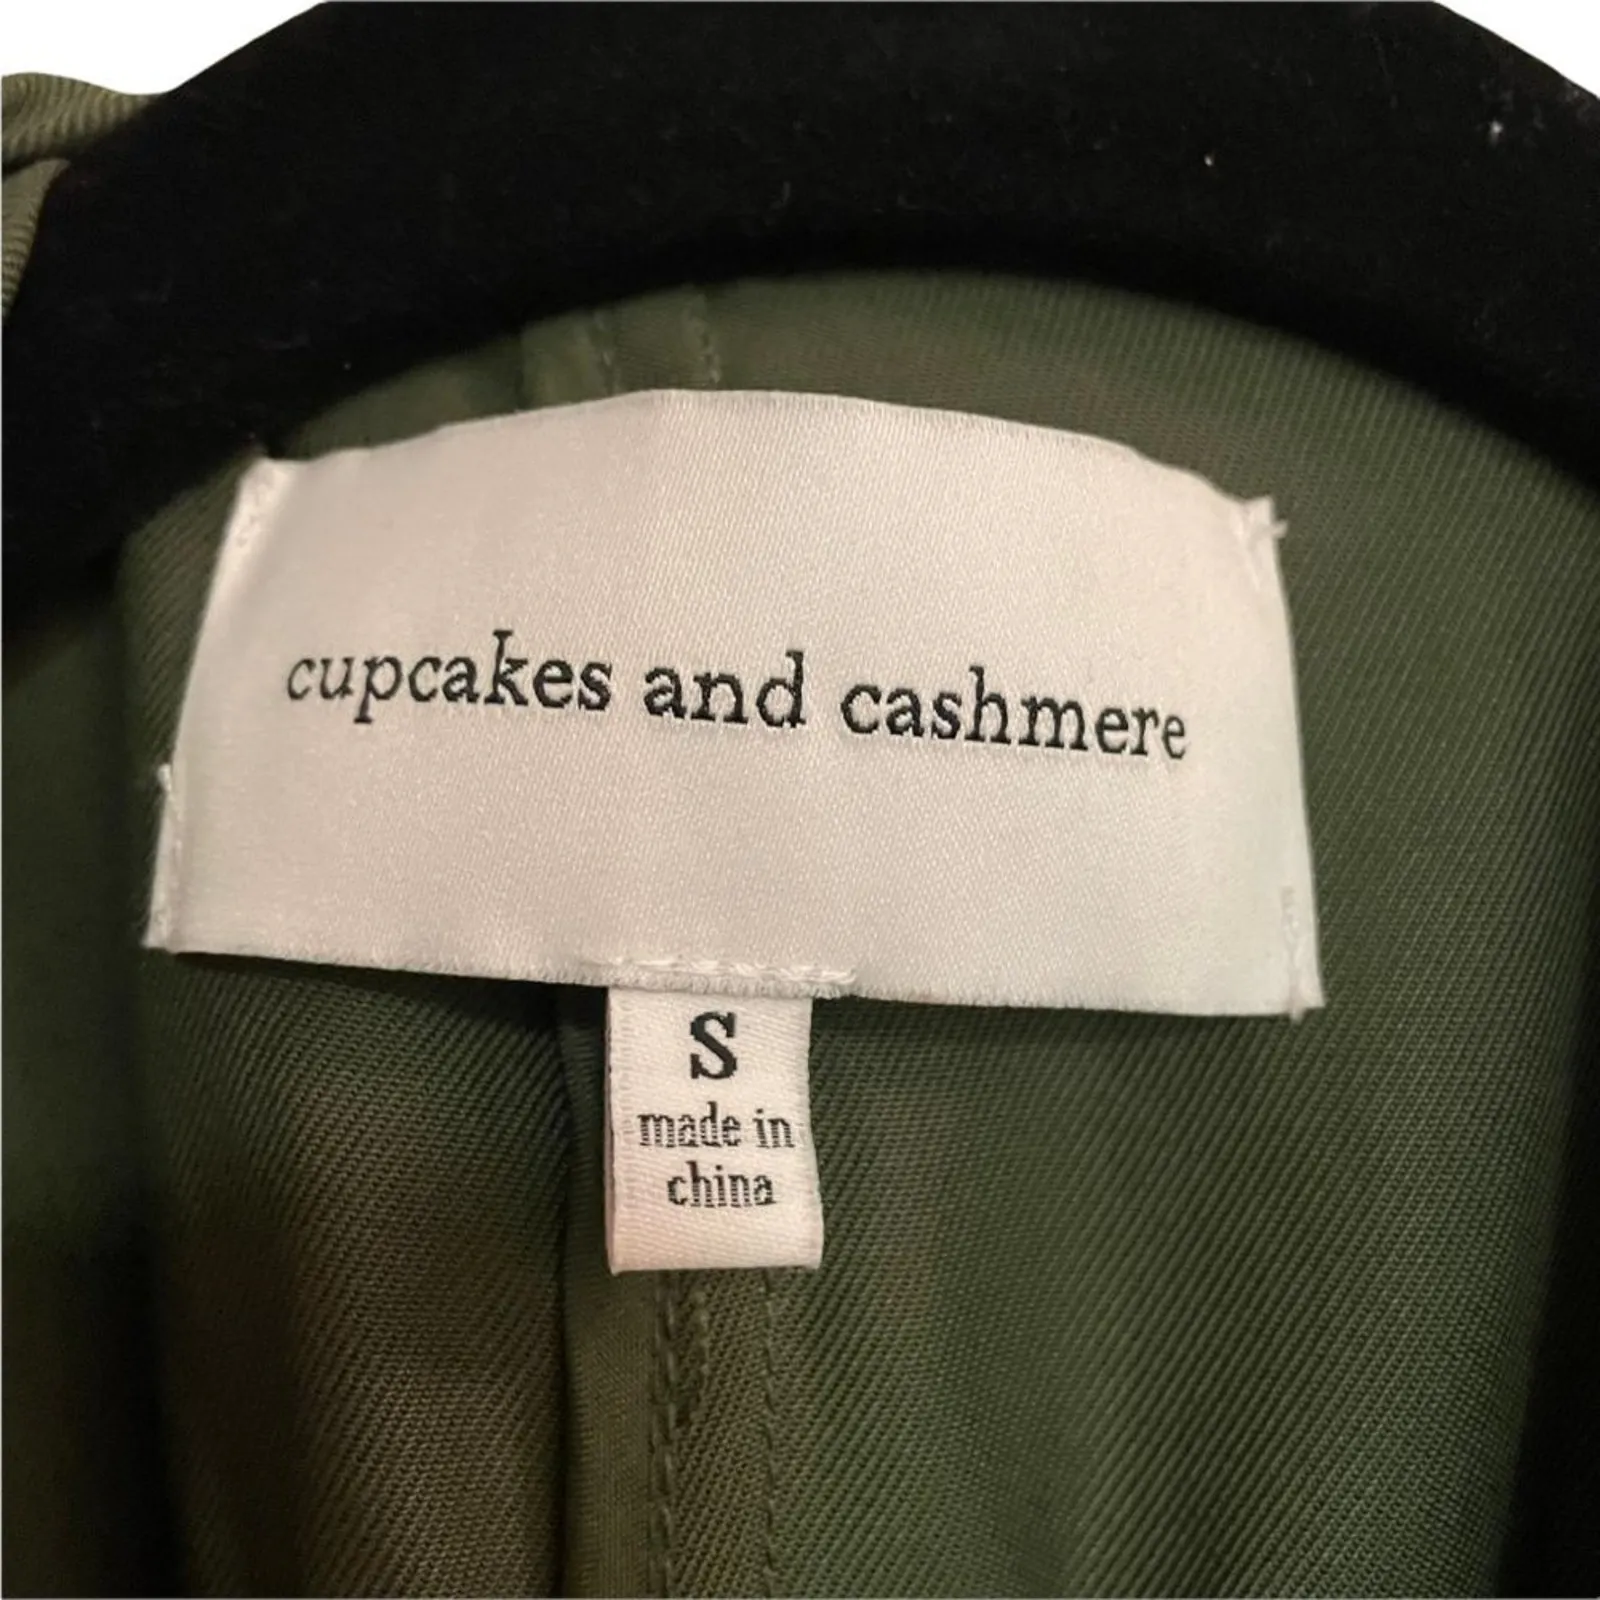 cupcakes and cashmere
S
made in
china